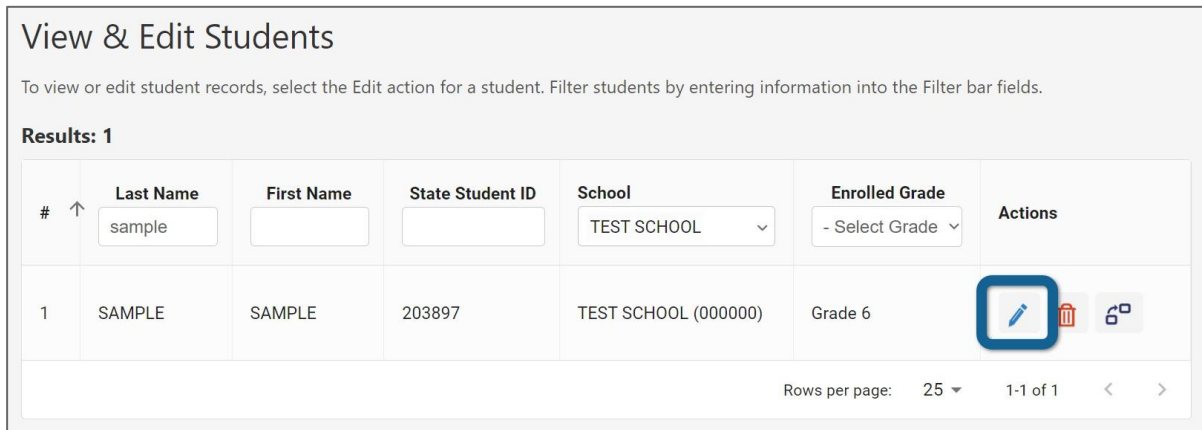 View & Edit Students
To view or edit student records, select the Edit action for a student. Filter students by entering information into the Filter bar fields.
Results: 1
# Last Name First Name State Student ID School Enrolled Grade Actions
sample TEST SCHOOL - Select Grade
1 SAMPLE SAMPLE 203897 TEST SCHOOL (000000) Grade 6
Rows per page: 25 1-1 of 1